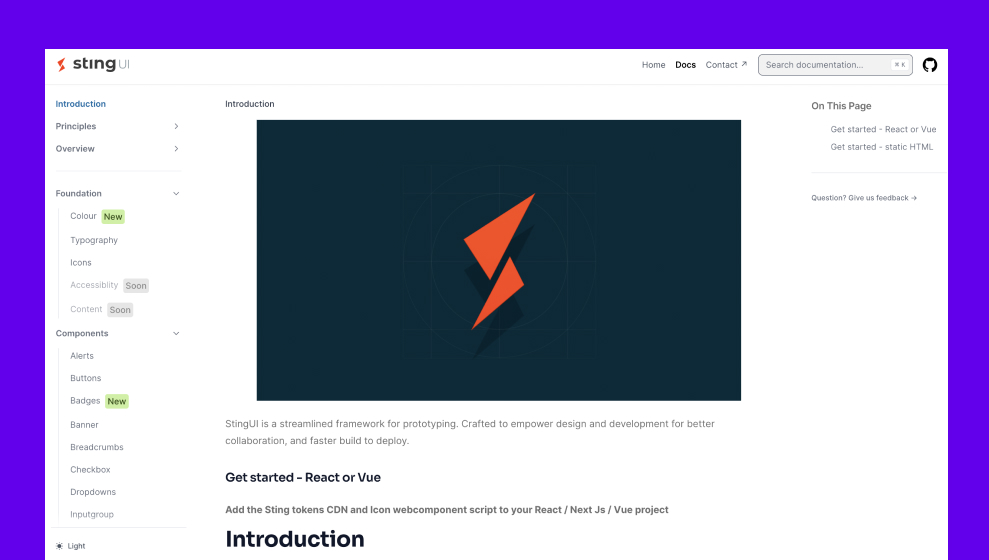 stıng UI
Home
Docs
Contact ↗
Search documentation...
⌘ K
Introduction
Principles
Overview
Foundation
Colour New
Typography
Icons
Accessiblity Soon
Content Soon
Components
Alerts
Buttons
Badges New
Banner
Breadcrumbs
Checkbox
Dropdowns
Inputgroup
Light
Introduction
StingUI is a streamlined framework for prototyping. Crafted to empower design and development for better
collaboration, and faster build to deploy.
Get started - React or Vue
Add the Sting tokens CDN and Icon webcomponent script to your React / Next Js / Vue project
Introduction
On This Page
Get started - React or Vue
Get started - static HTML
Question? Give us feedback →